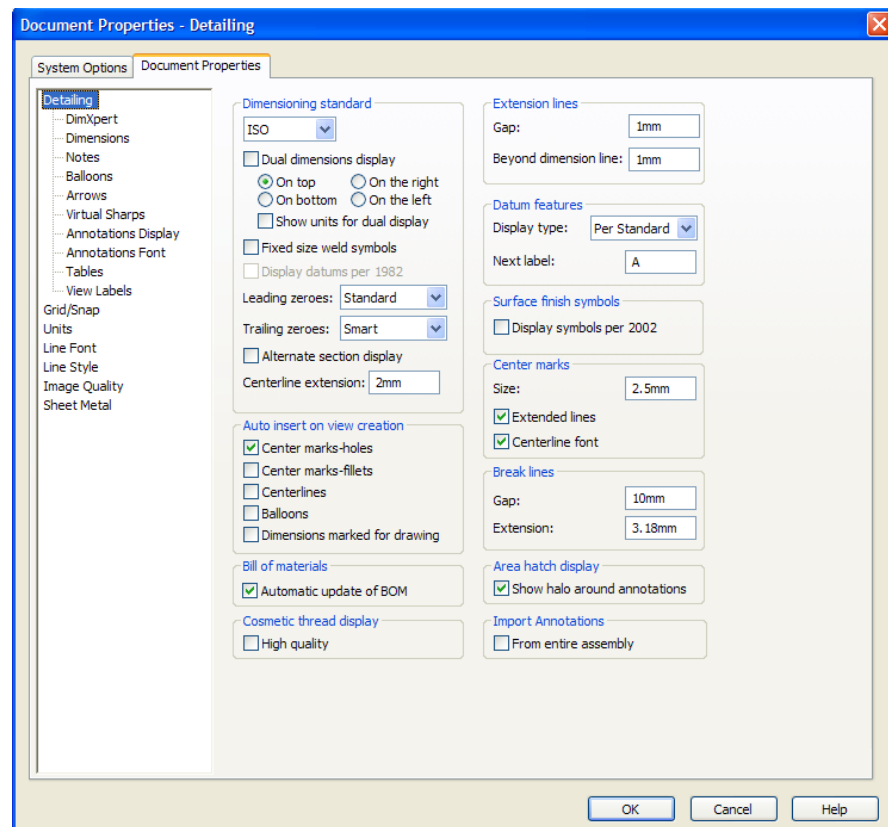 Document Properties - Detailing
System Options
Document Properties
Detailing
DimXpert
Dimensions
Notes
Balloons
Arrows
Virtual Sharps
Annotations Display
Annotations Font
Tables
View Labels
Grid/Snap
Units
Line Font
Line Style
Image Quality
Sheet Metal
Dimensioning standard
ISO
Dual dimensions display
On top On the right
On bottom On the left
Show units for dual display
Fixed size weld symbols
Display datums per 1982
Leading zeroes: Standard
Trailing zeroes: Smart
Alternate section display
Centerline extension: 2mm
Auto insert on view creation
Center marks-holes
Center marks-fillets
Centerlines
Balloons
Dimensions marked for drawing
Bill of materials
Automatic update of BOM
Cosmetic thread display
High quality
Extension lines
Gap: 1mm
Beyond dimension line: 1mm
Datum features
Display type: Per Standard
Next label: A
Surface finish symbols
Display symbols per 2002
Center marks
Size: 2.5mm
Extended lines
Centerline font
Break lines
Gap: 10mm
Extension: 3.18mm
Area hatch display
Show halo around annotations
Import Annotations
From entire assembly
OK Cancel Help